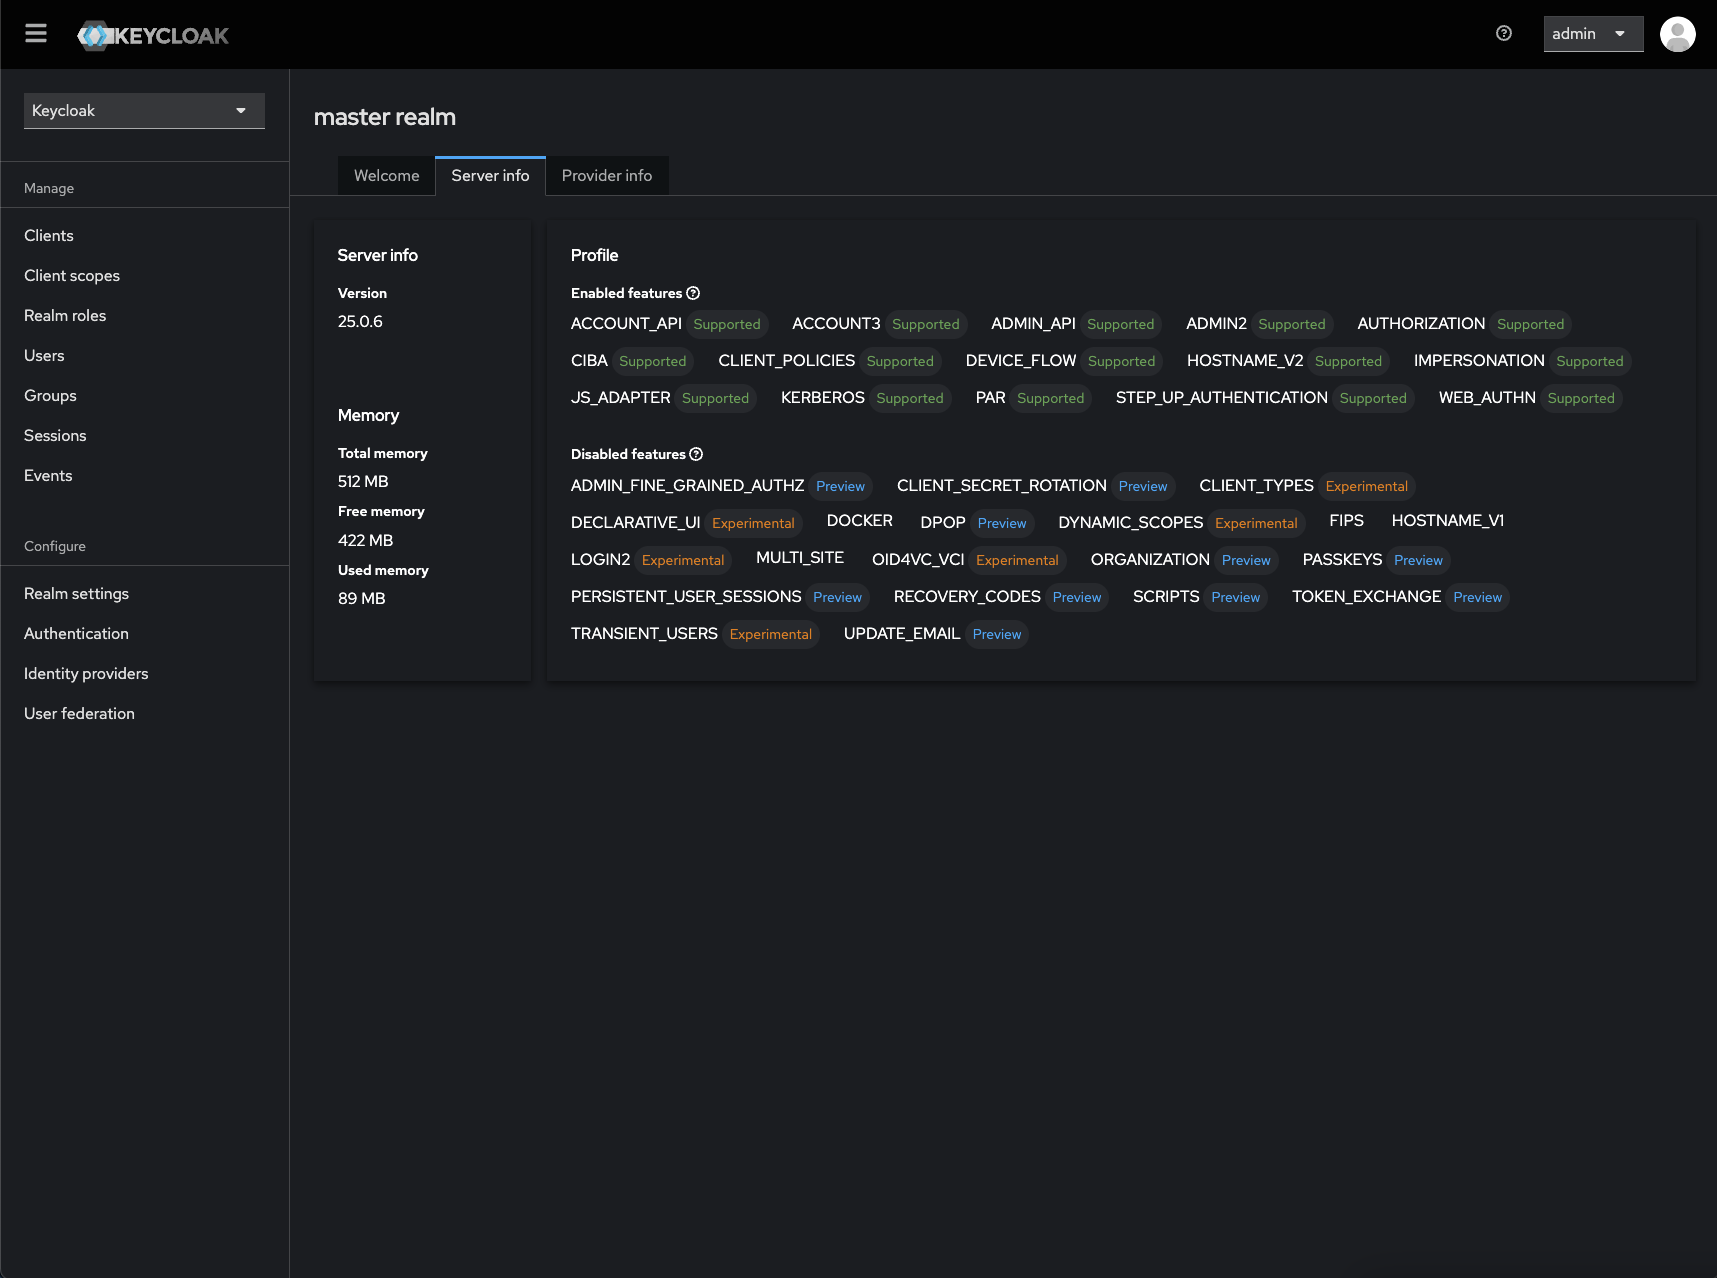 KEYCLOAK
admin
Keycloak
Manage
Clients
Client scopes
Realm roles
Users
Groups
Sessions
Events
Configure
Realm settings
Authentication
Identity providers
User federation
master realm
Welcome Server info Provider info
Server info
Version
25.0.6
Memory
Total memory
512 MB
Free memory
422 MB
Used memory
89 MB
Profile
Enabled features
ACCOUNT_API Supported ACCOUNT3 Supported ADMIN_API Supported ADMIN2 Supported AUTHORIZATION Supported
CIBA Supported CLIENT_POLICIES Supported DEVICE_FLOW Supported HOSTNAME_V2 Supported IMPERSONATION Supported
JS_ADAPTER Supported KERBEROS Supported PAR Supported STEP_UP_AUTHENTICATION Supported WEB_AUTHN Supported
Disabled features
ADMIN_FINE_GRAINED_AUTHZ Preview CLIENT_SECRET_ROTATION Preview CLIENT_TYPES Experimental
DECLARATIVE_UI Experimental DOCKER DPOP Preview DYNAMIC_SCOPES Experimental FIPS HOSTNAME_V1
LOGIN2 Experimental MULTI_SITE OID4VC_VCI Experimental ORGANIZATION Preview PASSKEYS Preview
PERSISTENT_USER_SESSIONS Preview RECOVERY_CODES Preview SCRIPTS Preview TOKEN_EXCHANGE Preview
TRANSIENT_USERS Experimental UPDATE_EMAIL Preview